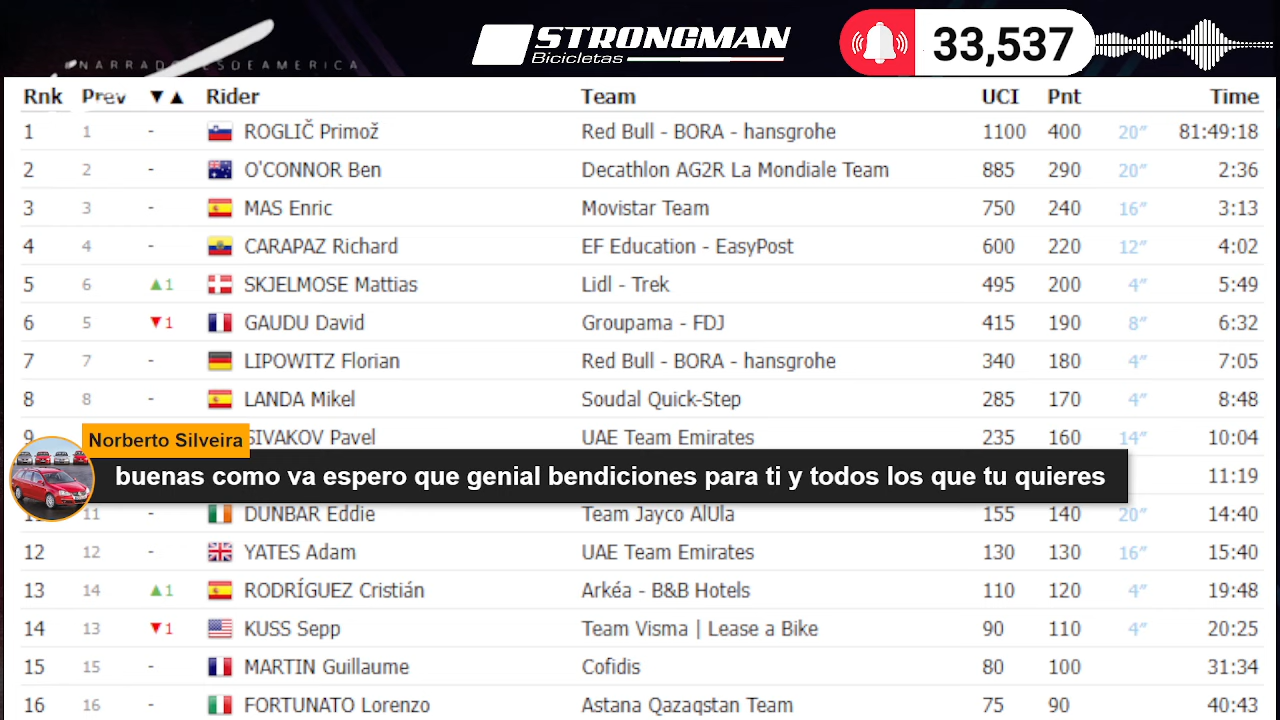 STRONGMAN
Bicicletas
33,537
Rnk Prev ▼▲ Rider Team UCI Pnt Time
1 1 - ROGLIČ Primož Red Bull - BORA - hansgrohe 1100 400 20″ 81:49:18
2 2 - O'CONNOR Ben Decathlon AG2R La Mondiale Team 885 290 20″ 2:36
3 3 - MAS Enric Movistar Team 750 240 16″ 3:13
4 4 - CARAPAZ Richard EF Education - EasyPost 600 220 12″ 4:02
5 6 ▲1 SKJELMOSE Mattias Lidl - Trek 495 200 4″ 5:49
6 5 ▼1 GAUDU David Groupama - FDJ 415 190 8″ 6:32
7 7 - LIPOWITZ Florian Red Bull - BORA - hansgrohe 340 180 4″ 7:05
8 8 - LANDA Mikel Soudal Quick-Step 285 170 4″ 8:48
9 SIVAKOV Pavel UAE Team Emirates 235 160 14″ 10:04
Norberto Silveira
buenas como va espero que genial bendiciones para ti y todos los que tu quieres
11:19
11 11 - DUNBAR Eddie Team Jayco AlUla 155 140 20″ 14:40
12 12 - YATES Adam UAE Team Emirates 130 130 16″ 15:40
13 14 ▲1 RODRÍGUEZ Cristián Arkéa - B&B Hotels 110 120 4″ 19:48
14 13 ▼1 KUSS Sepp Team Visma | Lease a Bike 90 110 4″ 20:25
15 15 - MARTIN Guillaume Cofidis 80 100 31:34
16 16 - FORTUNATO Lorenzo Astana Qazaqstan Team 75 90 40:43